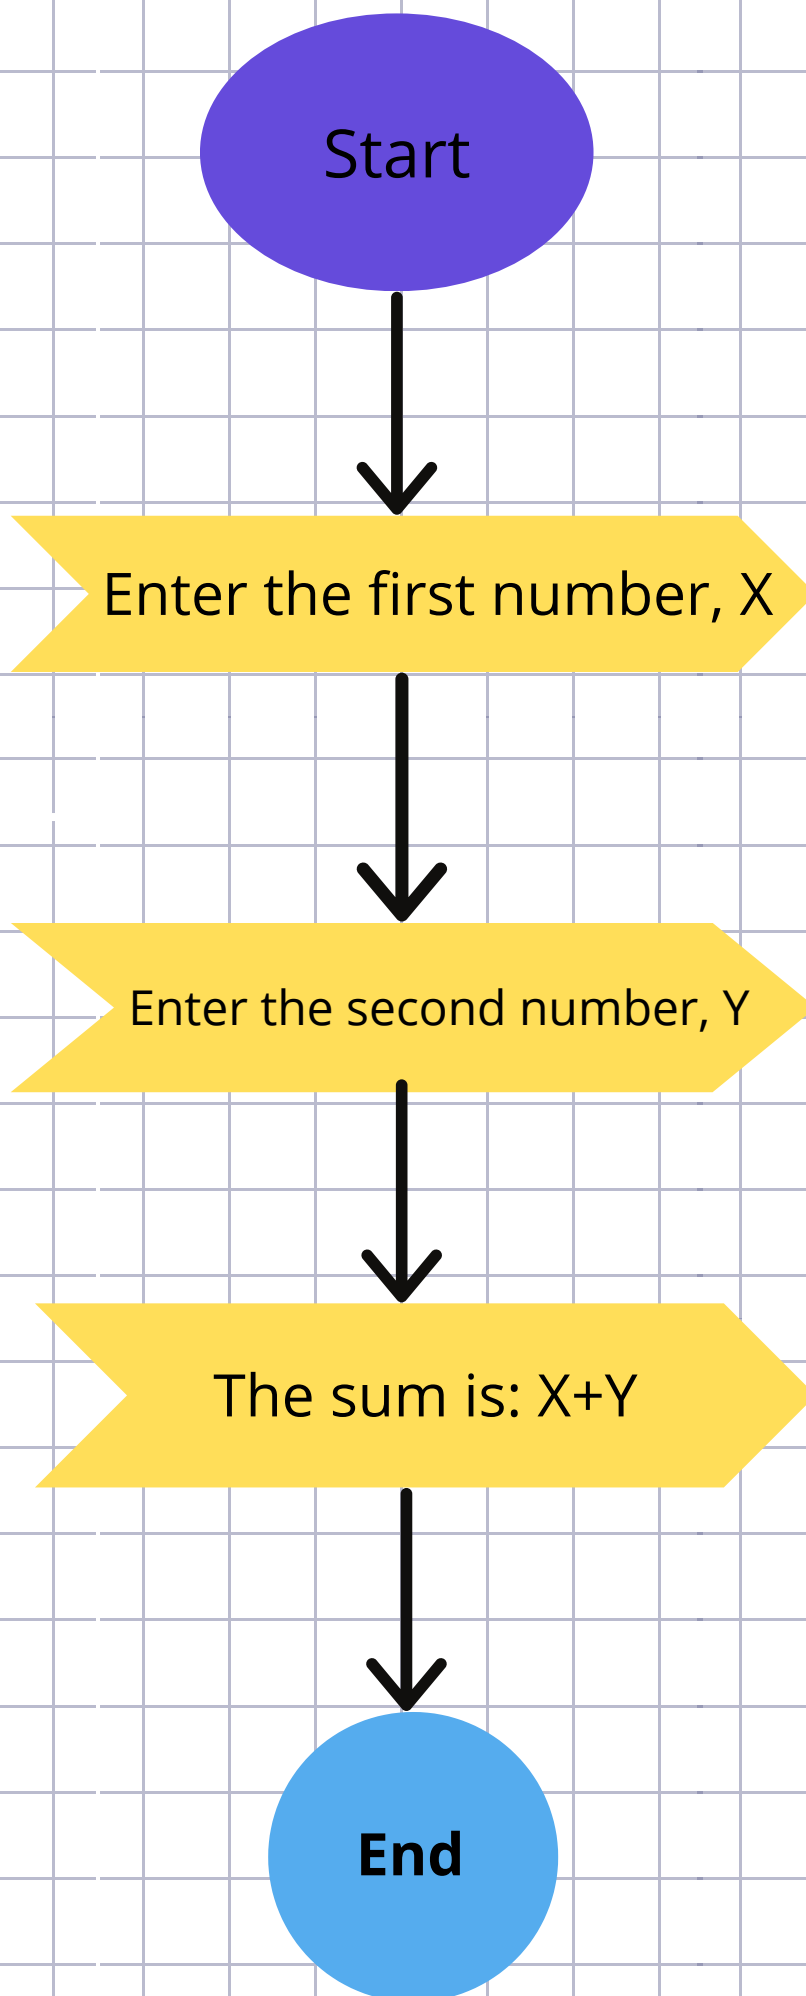 Start
Enter the first number, X
Enter the second number, Y
The sum is: X+Y
End